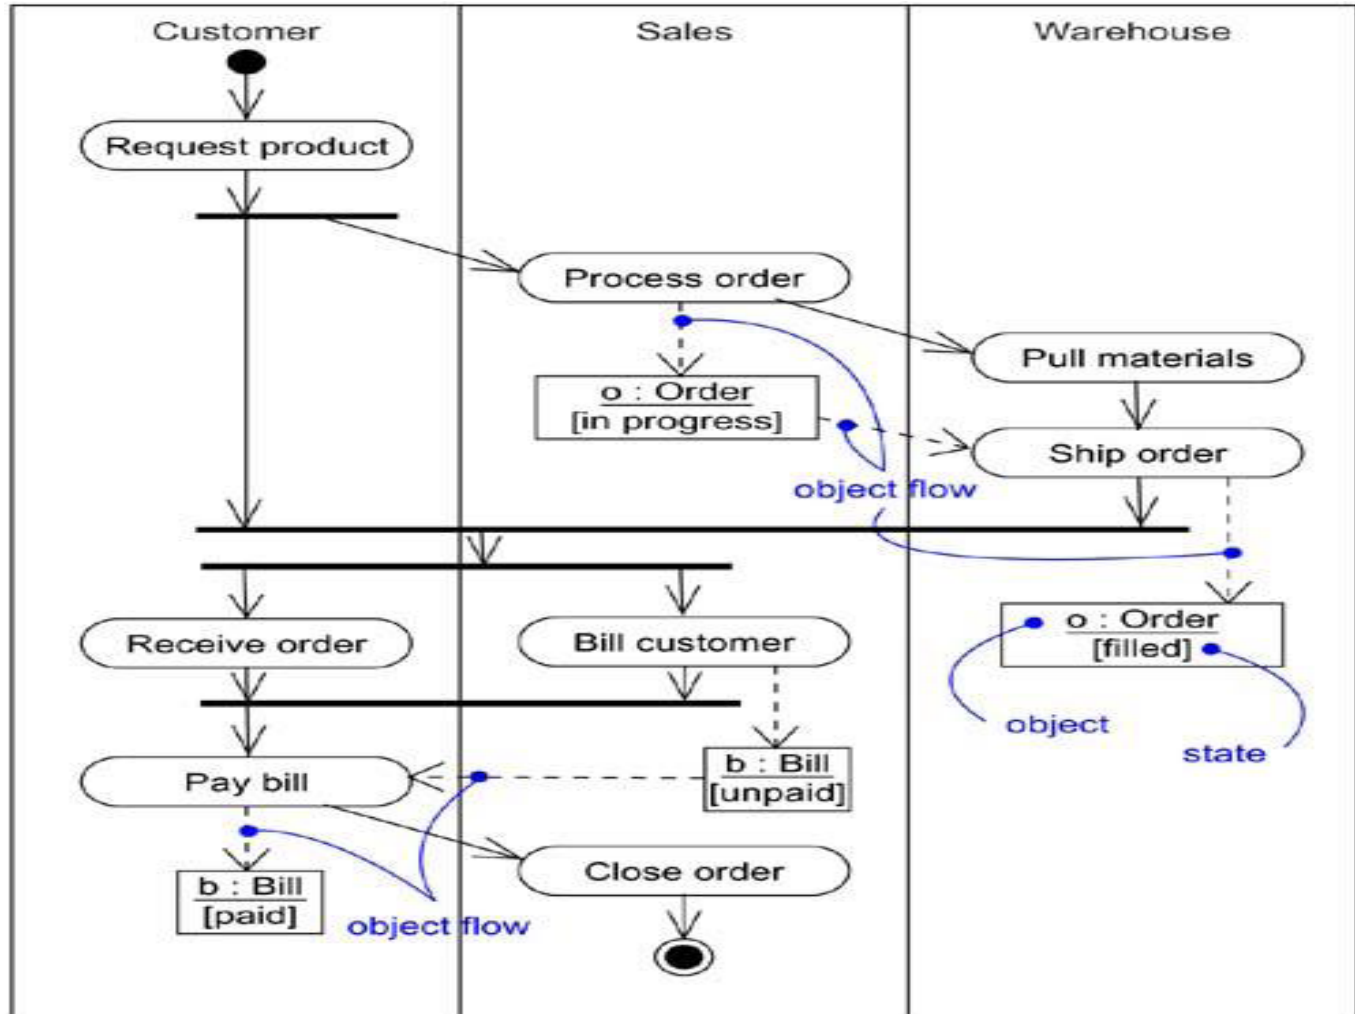 Customer
Sales
Warehouse
Request product
Process order
Pull materials
o : Order
[in progress]
Ship order
object flow
o : Order
[filled]
Receive order
Bill customer
object
state
Pay bill
b : Bill
[unpaid]
Close order
b : Bill
[paid]
object flow